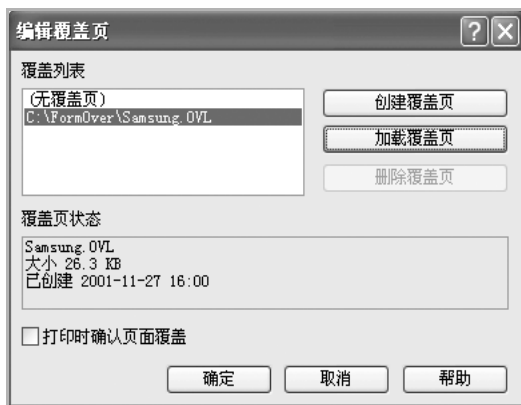 编辑覆盖页
覆盖列表
(无覆盖页)
C:\FormOver\Samsung.OVL
创建覆盖页
加载覆盖页
删除覆盖页
覆盖页状态
Samsung.OVL
大小 26.3 KB
已创建 2001-11-27 16:00
打印时确认页面覆盖
确定 取消 帮助